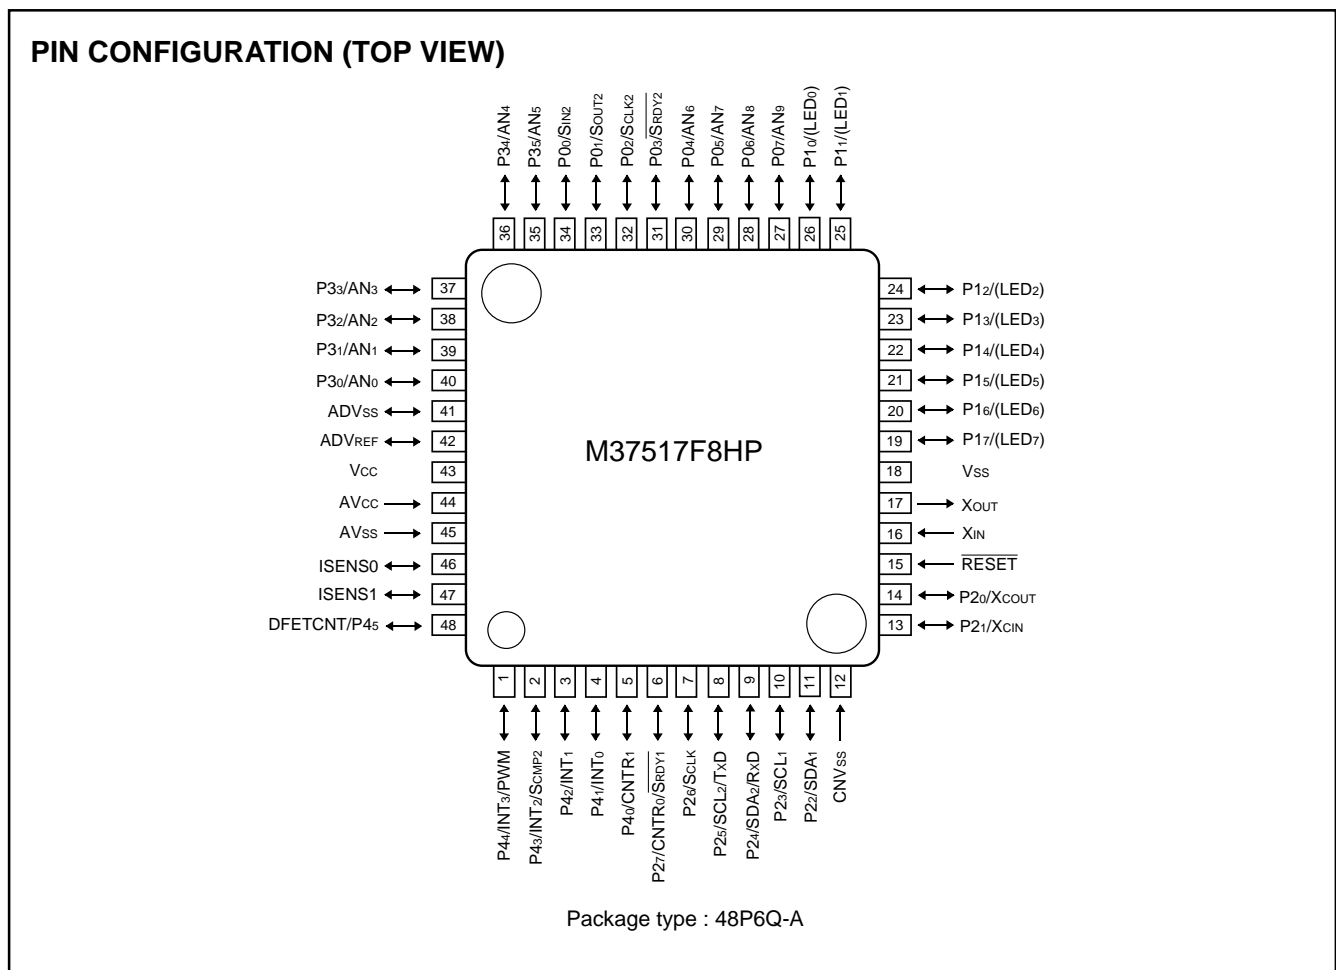 PIN CONFIGURATION (TOP VIEW)
P34/AN4
P35/AN5
P00/SIN2
P01/SOUT2
P02/SCLK2
P03/SRDY2
P04/AN6
P05/AN7
P06/AN8
P07/AN9
P10/(LED0)
P11/(LED1)
36
35
34
33
32
31
30
29
28
27
26
25
P33/AN3 37
P32/AN2 38
P31/AN1 39
P30/AN0 40
ADVSS 41
ADVREF 42
VCC 43
AVCC 44
AVSS 45
ISENS0 46
ISENS1 47
DFETCNT/P45 48
M37517F8HP
24 P12/(LED2)
23 P13/(LED3)
22 P14/(LED4)
21 P15/(LED5)
20 P16/(LED6)
19 P17/(LED7)
18 VSS
17 XOUT
16 XIN
15 RESET
14 P20/XCOUT
13 P21/XCIN
1
2
3
4
5
6
7
8
9
10
11
12
P44/INT3/PWM
P43/INT2/SCMP2
P42/INT1
P41/INT0
P40/CNTR1
P27/CNTR0/SRDY1
P26/SCLK
P25/SCL2/TxD
P24/SDA2/RxD
P23/SCL1
P22/SDA1
CNVSS
Package type : 48P6Q-A